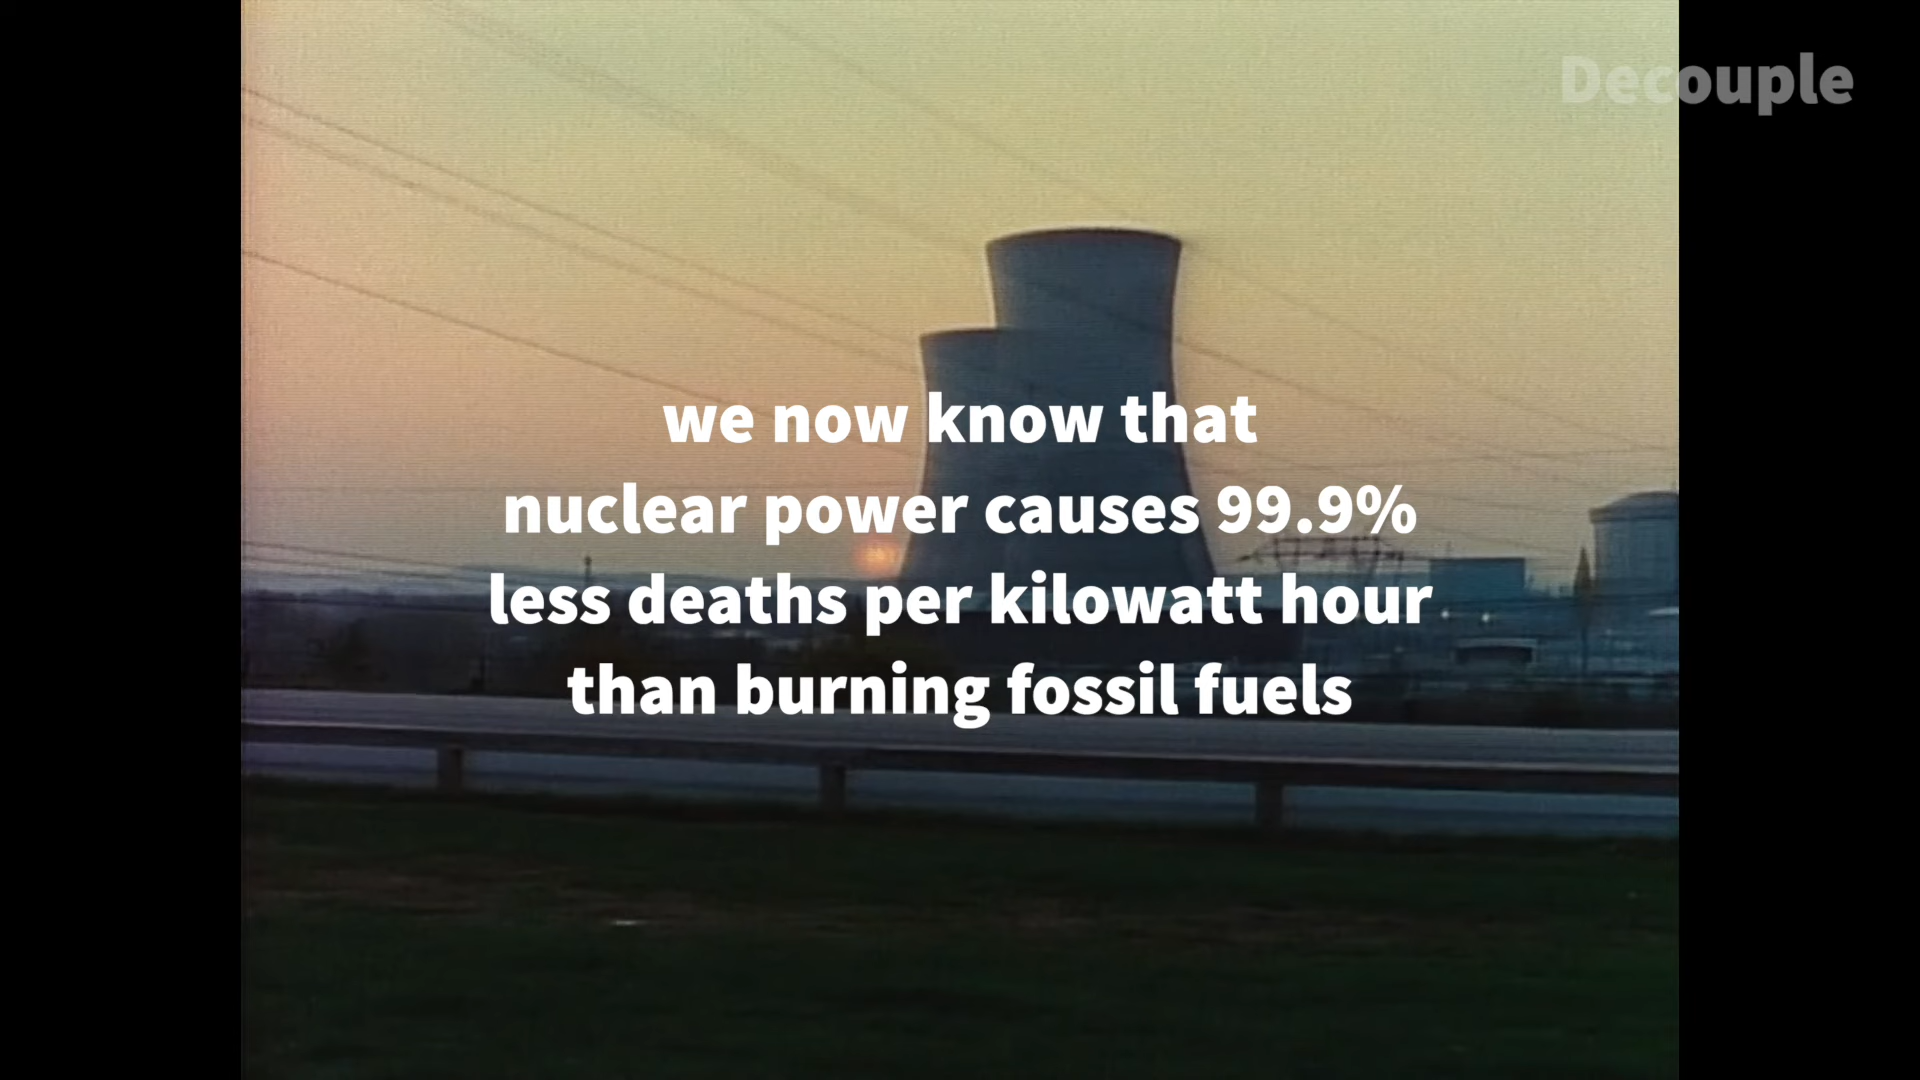 Decouple
we now know that
nuclear power causes 99.9%
less deaths per kilowatt hour
than burning fossil fuels